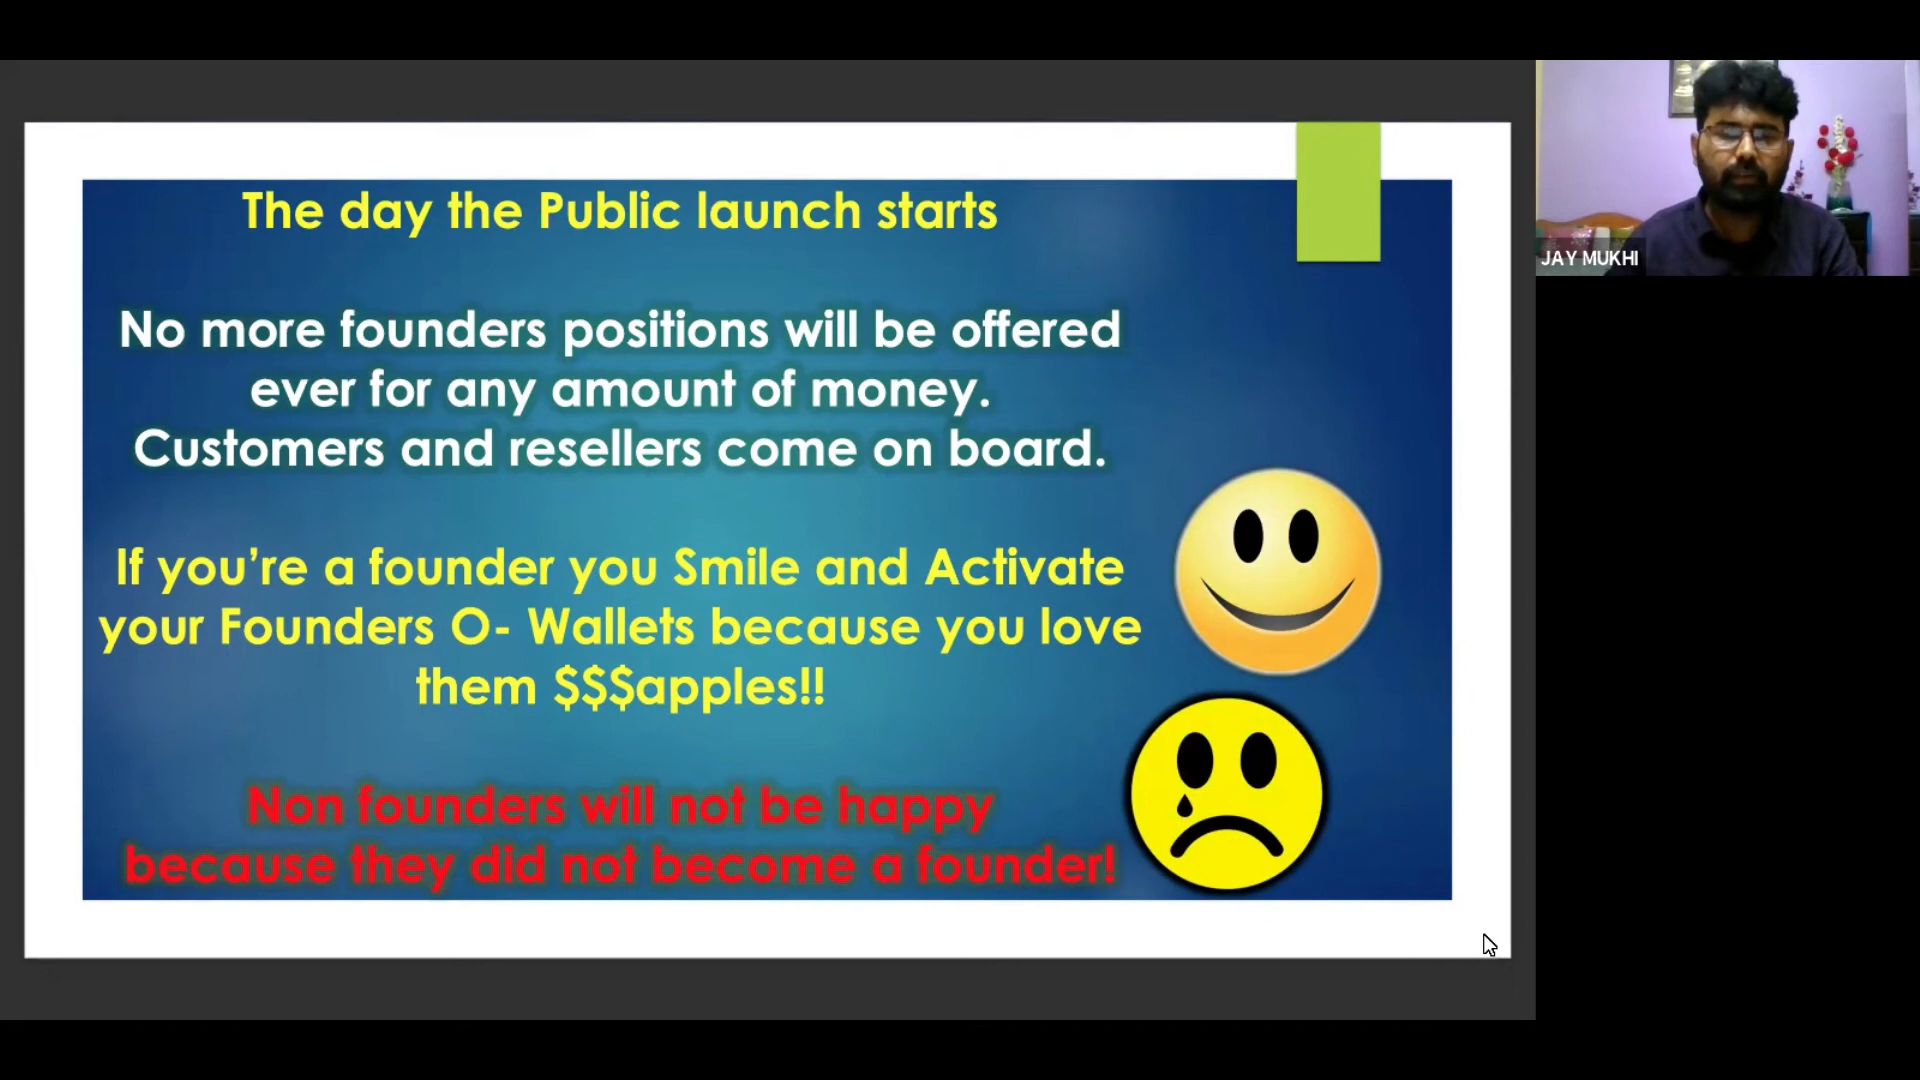 The day the Public launch starts
No more founders positions will be offered
ever for any amount of money.
Customers and resellers come on board.
If you’re a founder you Smile and Activate
your Founders O- Wallets because you love
them $$$apples!!
Non founders will not be happy
because they did not become a founder!
JAY MUKHI